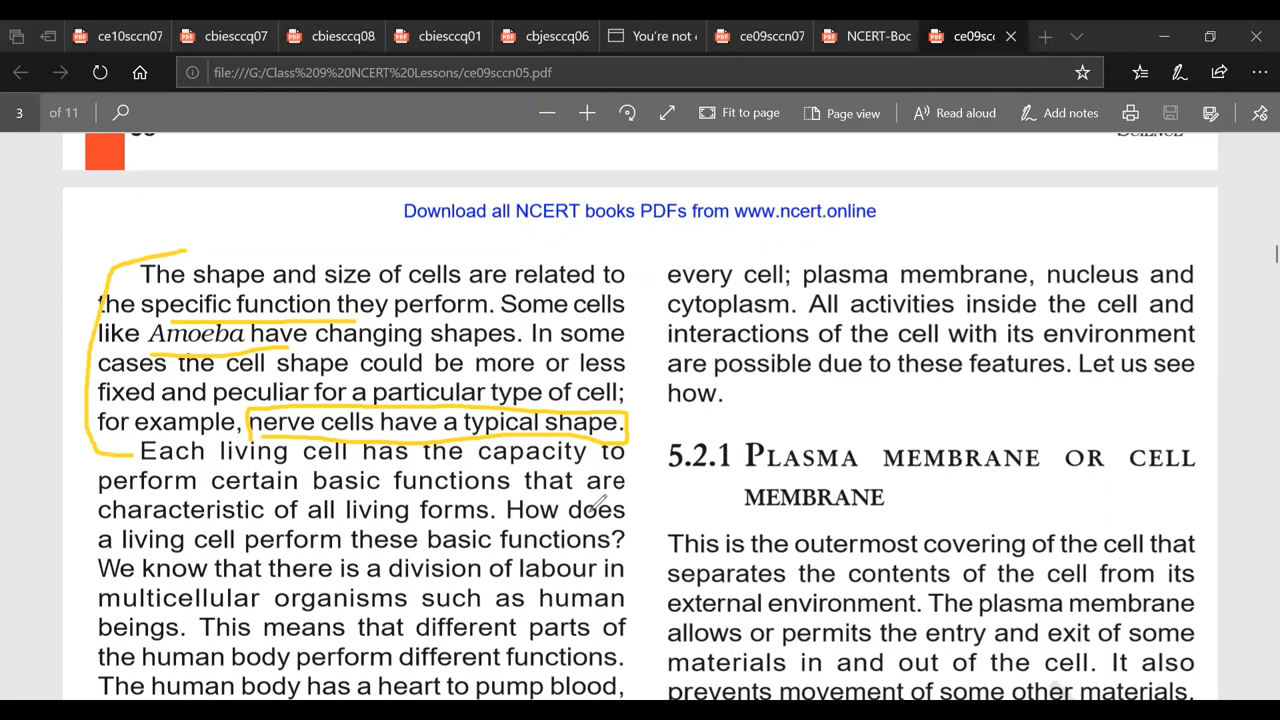 ce10sccn07
cbiesccq07
cbiesccq08
cbiesccq01
cbjesccq06
You're not
ce09sccn07
NCERT-Boc
ce09scc
file:///G:/Class%209%20NCERT%20Lessons/ce09sccn05.pdf
3 of 11
Fit to page
Page view
Read aloud
Add notes
Download all NCERT books PDFs from www.ncert.online
The shape and size of cells are related to
the specific function they perform. Some cells
like Amoeba have changing shapes. In some
cases the cell shape could be more or less
fixed and peculiar for a particular type of cell;
for example, nerve cells have a typical shape.
Each living cell has the capacity to
perform certain basic functions that are
characteristic of all living forms. How does
a living cell perform these basic functions?
We know that there is a division of labour in
multicellular organisms such as human
beings. This means that different parts of
the human body perform different functions.
The human body has a heart to pump blood,
every cell; plasma membrane, nucleus and
cytoplasm. All activities inside the cell and
interactions of the cell with its environment
are possible due to these features. Let us see
how.
5.2.1 PLASMA MEMBRANE OR CELL
MEMBRANE
This is the outermost covering of the cell that
separates the contents of the cell from its
external environment. The plasma membrane
allows or permits the entry and exit of some
materials in and out of the cell. It also
prevents movement of some other materials.